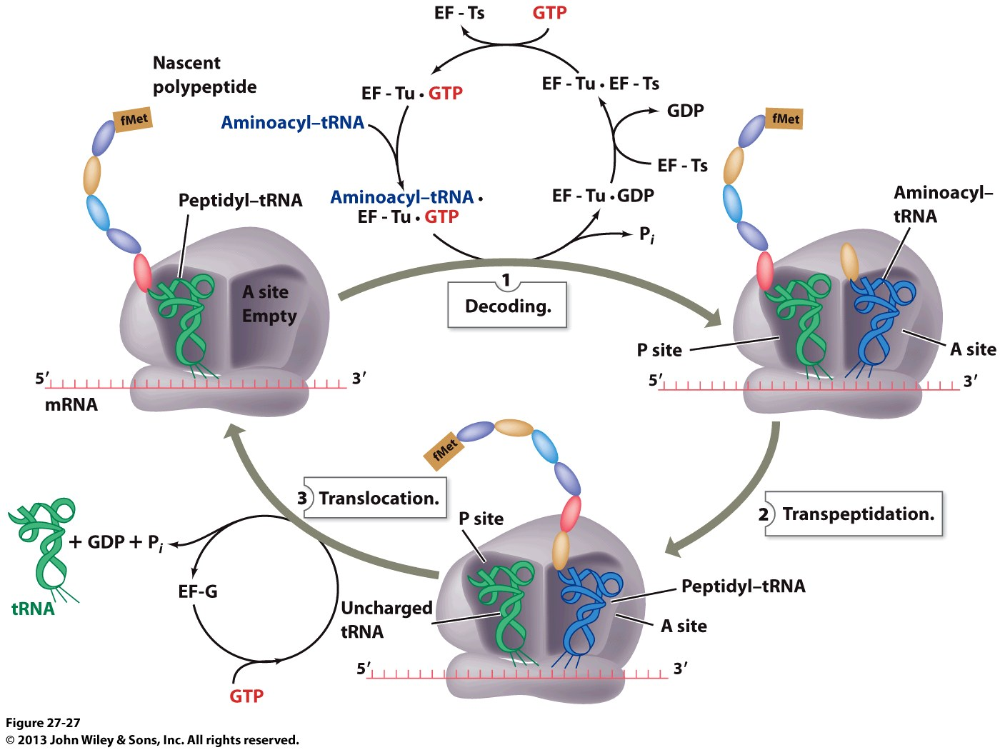 EF - Ts
GTP
Nascent
polypeptide
fMet
EF - Tu • GTP
EF - Tu • EF - Ts
Aminoacyl–tRNA
GDP
EF - Ts
fMet
Peptidyl–tRNA
Aminoacyl–tRNA •
EF - Tu • GTP
EF - Tu • GDP
Pi
Aminoacyl–
tRNA
A site
Empty
1
Decoding.
P site
A site
5′
3′
mRNA
5′
3′
fMet
3 Translocation.
2 Transpeptidation.
P site
+ GDP + Pi
EF-G
tRNA
Uncharged
tRNA
Peptidyl–tRNA
A site
5′
3′
GTP
Figure 27-27
© 2013 John Wiley & Sons, Inc. All rights reserved.